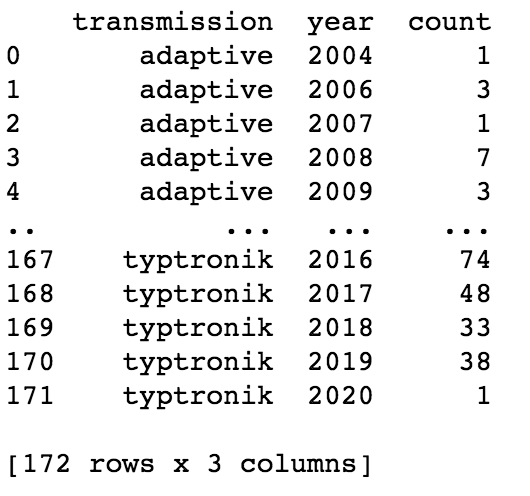 transmission year count
0 adaptive 2004 1
1 adaptive 2006 3
2 adaptive 2007 1
3 adaptive 2008 7
4 adaptive 2009 3
.. ... ... ...
167 typtronik 2016 74
168 typtronik 2017 48
169 typtronik 2018 33
170 typtronik 2019 38
171 typtronik 2020 1
[172 rows x 3 columns]